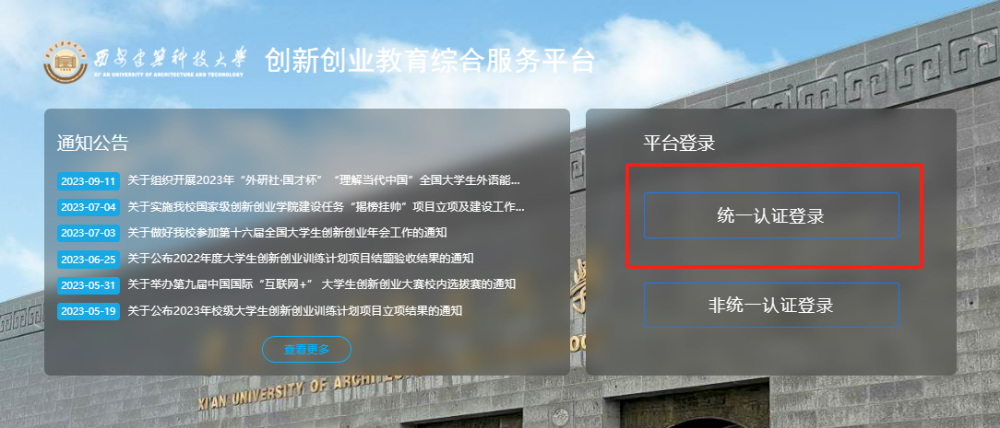 西安建筑科技大学
XI'AN UNIVERSITY OF ARCHITECTURE AND TECHNOLOGY
创新创业教育综合服务平台
通知公告
2023-09-11 关于组织开展2023年“外研社·国才杯”“理解当代中国”全国大学生外语能...
2023-07-04 关于实施我校国家级创新创业学院建设任务“揭榜挂帅”项目立项及建设工作...
2023-07-03 关于做好我校参加第十六届全国大学生创新创业年会工作的通知
2023-06-25 关于公布2022年度大学生创新创业训练计划项目结题验收结果的通知
2023-05-31 关于举办第九届中国国际“互联网+” 大学生创新创业大赛校内选拔赛的通知
2023-05-19 关于公布2023年校级大学生创新创业训练计划项目立项结果的通知
查看更多
平台登录
统一认证登录
非统一认证登录
XI'AN UNIVERSITY OF ARCHITEC